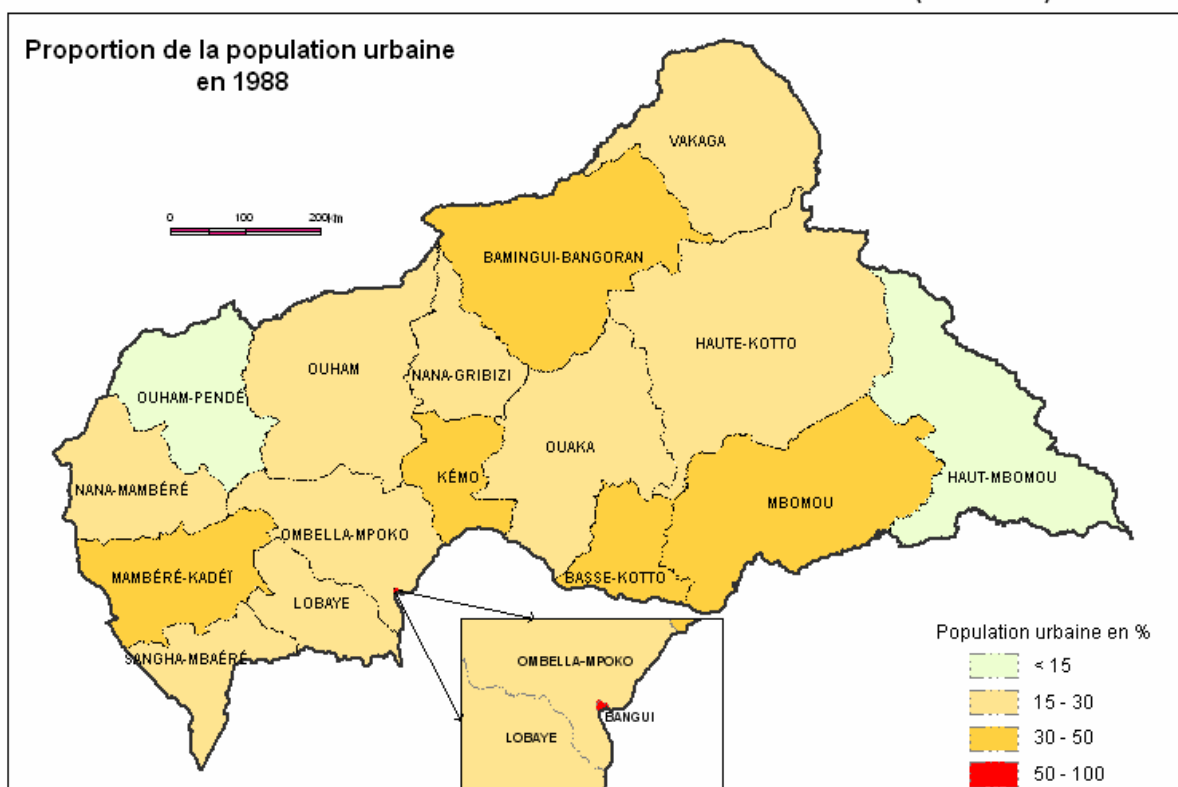 Proportion de la population urbaine
en 1988
VAKAGA
0 100 200km
BAMINGUI-BANGORAN
HAUTE-KOTTO
OUHAM
NANA-GRIBIZI
OUHAM-PENDÉ
OUAKA
KÉMO
HAUT-MBOMOU
NANA-MAMBÉRÉ
MBOMOU
OMBELLA-MPOKO
MAMBÉRÉ-KADÉÏ
BASSE-KOTTO
LOBAYE
SANGHA-MBAÉRÉ
OMBELLA-MPOKO
BANGUI
LOBAYE
Population urbaine en %
< 15
15 - 30
30 - 50
50 - 100